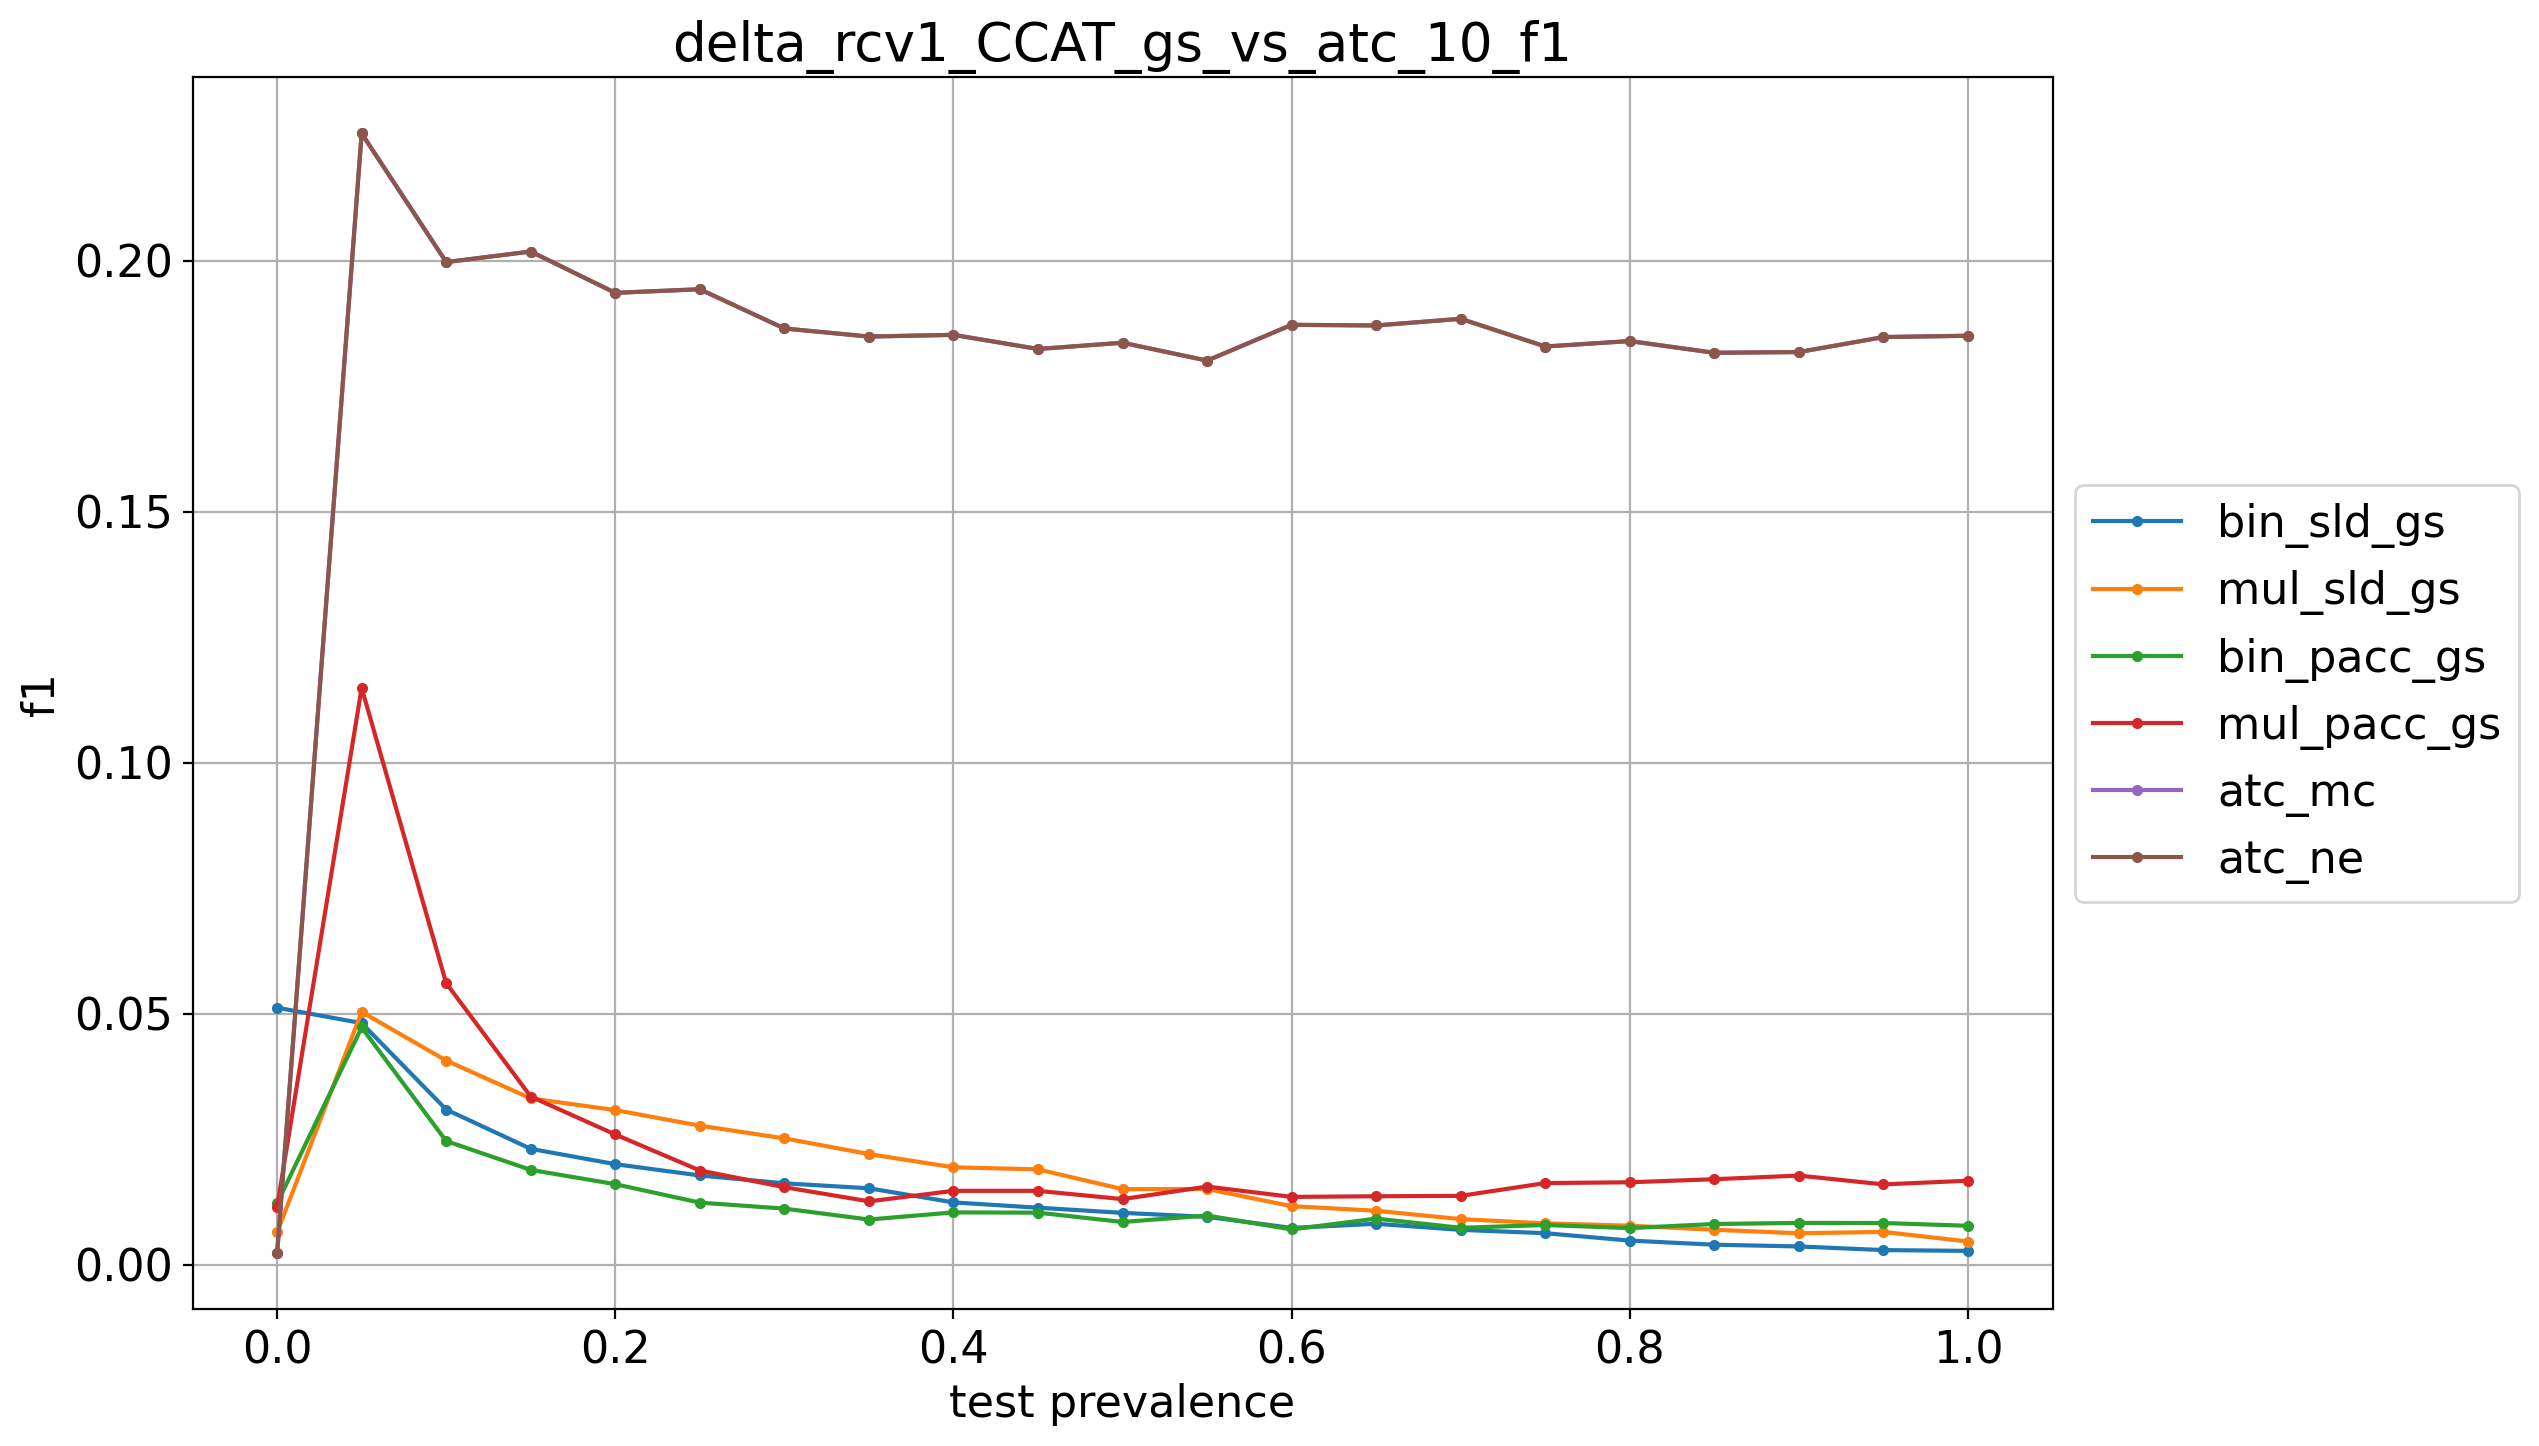 delta_rcv1_CCAT_gs_vs_atc_10_f1
f1
0.20
0.15
0.10
0.05
0.00
0.0 0.2 0.4 0.6 0.8 1.0
test prevalence
bin_sld_gs
mul_sld_gs
bin_pacc_gs
mul_pacc_gs
atc_mc
atc_ne